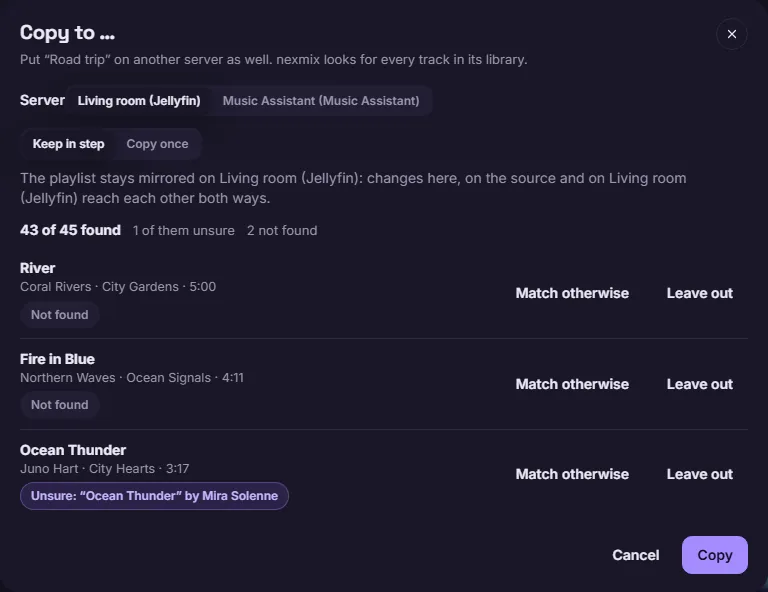 Copy to ...
Put “Road trip” on another server as well. nexmix looks for every track in its library.
Server Living room (Jellyfin) Music Assistant (Music Assistant)
Keep in step Copy once
The playlist stays mirrored on Living room (Jellyfin): changes here, on the source and on Living room
(Jellyfin) reach each other both ways.
43 of 45 found 1 of them unsure 2 not found
River
Coral Rivers · City Gardens · 5:00
Not found
Match otherwise Leave out
Fire in Blue
Northern Waves · Ocean Signals · 4:11
Not found
Match otherwise Leave out
Ocean Thunder
Juno Hart · City Hearts · 3:17
Unsure: “Ocean Thunder” by Mira Solenne
Match otherwise Leave out
Cancel Copy